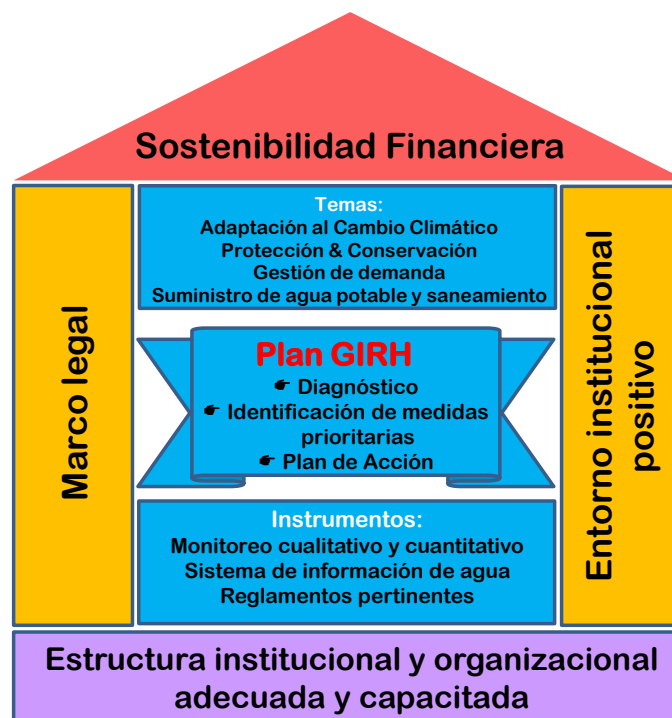 Sostenibilidad Financiera
Marco legal
Temas:
Adaptación al Cambio Climático
Protección & Conservación
Gestión de demanda
Suministro de agua potable y saneamiento
Plan GIRH
☛ Diagnóstico
☛ Identificación de medidas
prioritarias
☛ Plan de Acción
Instrumentos:
Monitoreo cualitativo y cuantitativo
Sistema de información de agua
Reglamentos pertinentes
Entorno institucional
positivo
Estructura institucional y organizacional
adecuada y capacitada